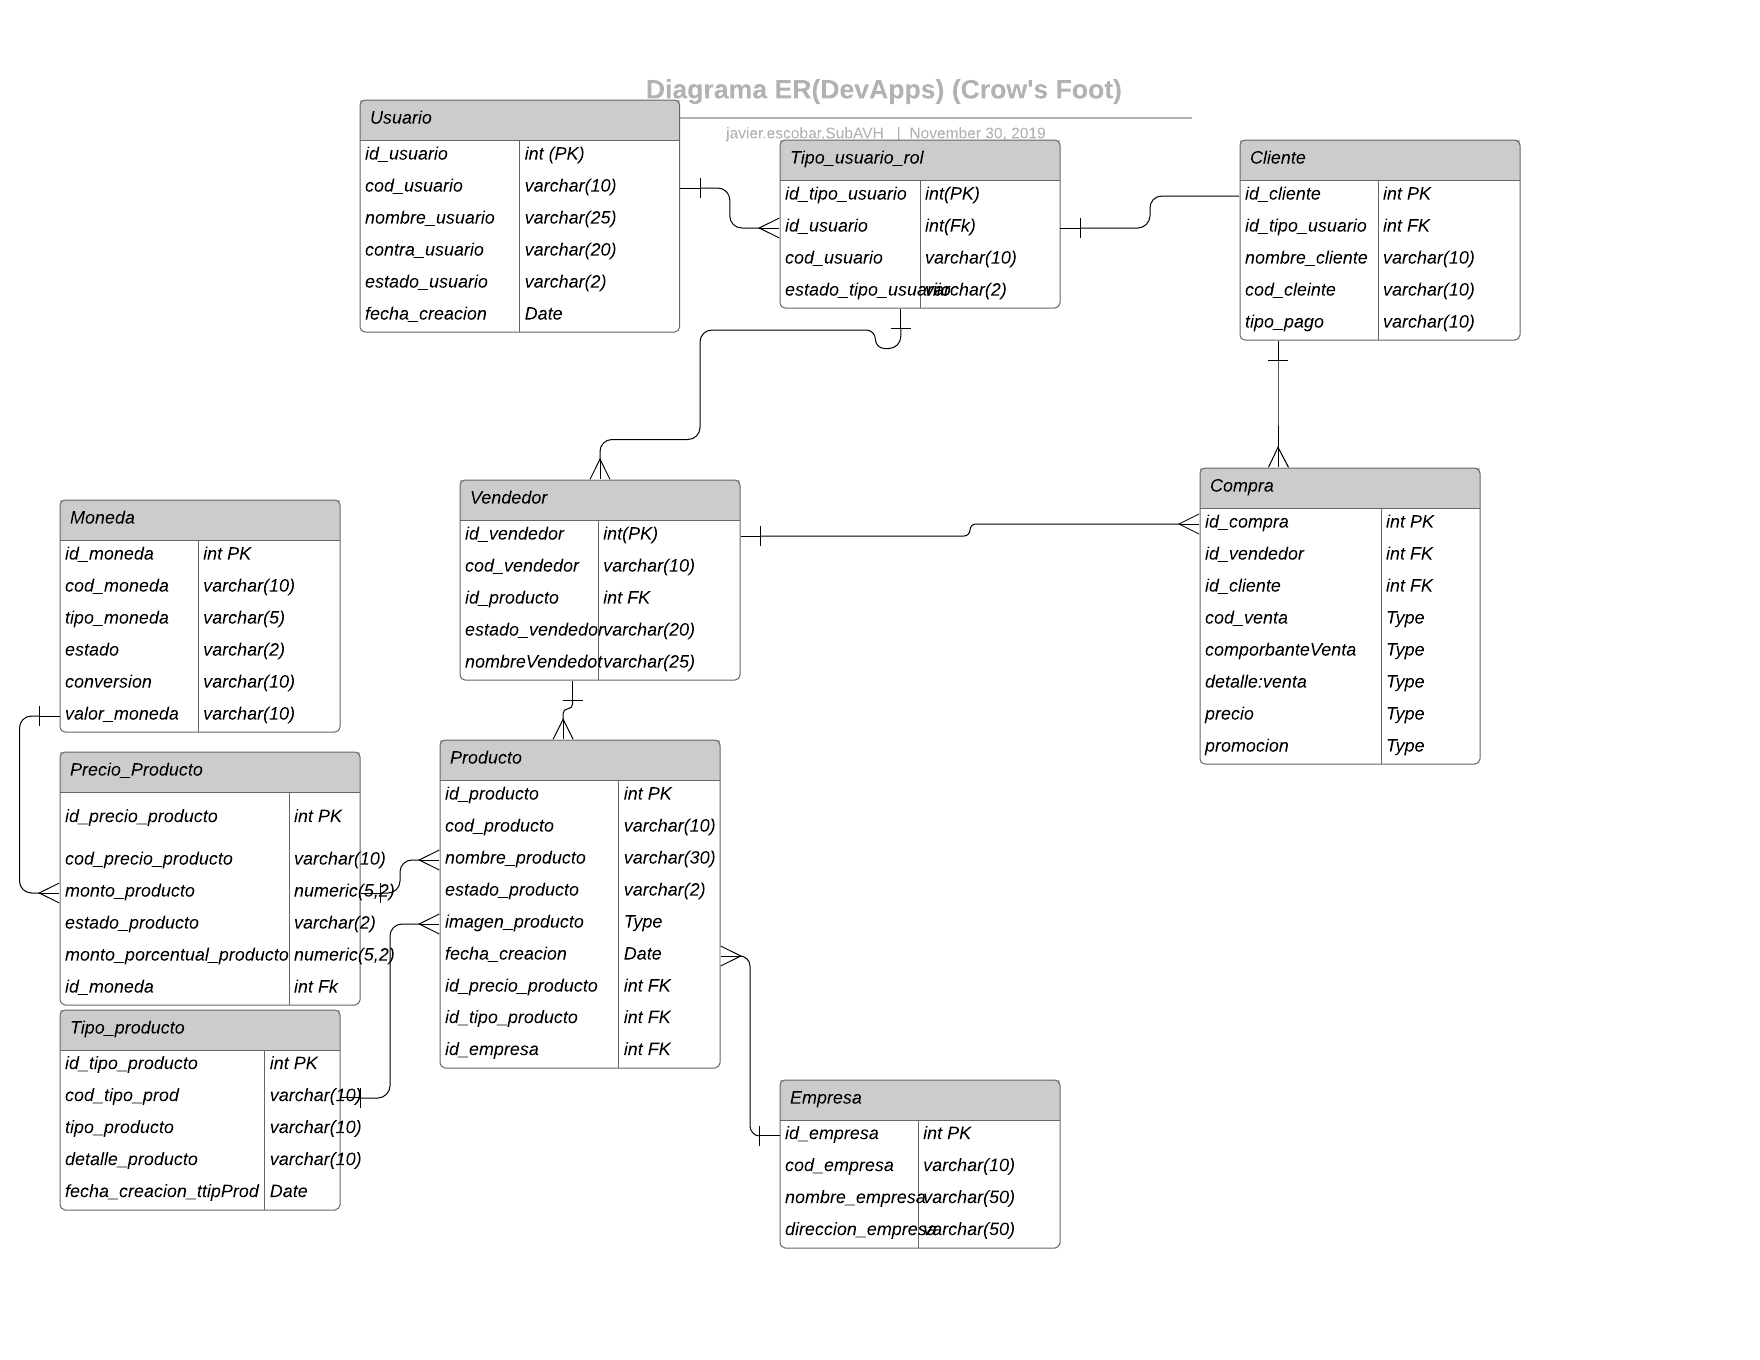 Diagrama ER(DevApps) (Crow's Foot)
javier.escobar.SubAVH | November 30, 2019
Usuario
id_usuario int (PK)
cod_usuario varchar(10)
nombre_usuario varchar(25)
contra_usuario varchar(20)
estado_usuario varchar(2)
fecha_creacion Date
Tipo_usuario_rol
id_tipo_usuario int(PK)
id_usuario int(Fk)
cod_usuario varchar(10)
estado_tipo_usuario varchar(2)
Cliente
id_cliente int PK
id_tipo_usuario int FK
nombre_cliente varchar(10)
cod_cleinte varchar(10)
tipo_pago varchar(10)
Vendedor
id_vendedor int(PK)
cod_vendedor varchar(10)
id_producto int FK
estado_vendedor varchar(20)
nombreVendedot varchar(25)
Compra
id_compra int PK
id_vendedor int FK
id_cliente int FK
cod_venta Type
comporbanteVenta Type
detalle:venta Type
precio Type
promocion Type
Moneda
id_moneda int PK
cod_moneda varchar(10)
tipo_moneda varchar(5)
estado varchar(2)
conversion varchar(10)
valor_moneda varchar(10)
Precio_Producto
id_precio_producto int PK
cod_precio_producto varchar(10)
monto_producto numeric(5,2)
estado_producto varchar(2)
monto_porcentual_producto numeric(5,2)
id_moneda int Fk
Producto
id_producto int PK
cod_producto varchar(10)
nombre_producto varchar(30)
estado_producto varchar(2)
imagen_producto Type
fecha_creacion Date
id_precio_producto int FK
id_tipo_producto int FK
id_empresa int FK
Tipo_producto
id_tipo_producto int PK
cod_tipo_prod varchar(10)
tipo_producto varchar(10)
detalle_producto varchar(10)
fecha_creacion_ttipProd Date
Empresa
id_empresa int PK
cod_empresa varchar(10)
nombre_empresa varchar(50)
direccion_empresa varchar(50)